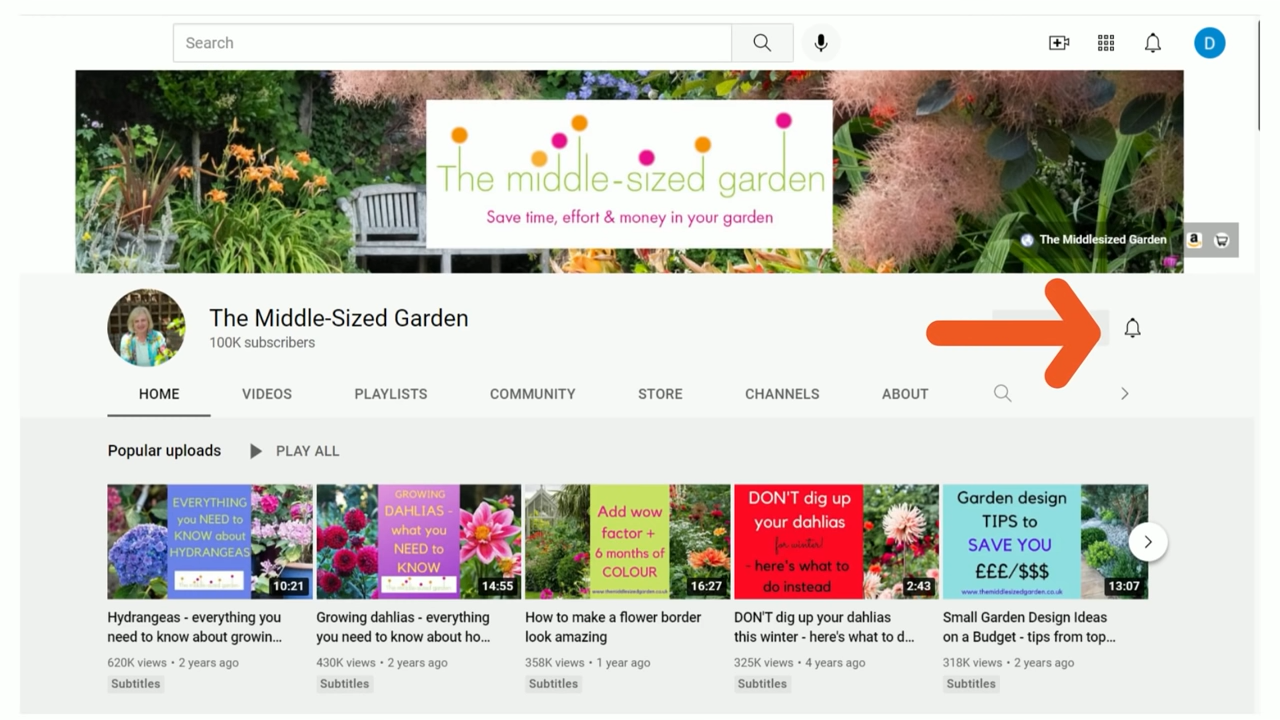 Search
D
The middle-sized garden
Save time, effort & money in your garden
The Middlesized Garden
a
The Middle-Sized Garden
100K subscribers
HOME VIDEOS PLAYLISTS COMMUNITY STORE CHANNELS ABOUT
Popular uploads PLAY ALL
EVERYTHING
you NEED to
KNOW about
HYDRANGEAS
10:21
GROWING
DAHLIAS -
what you
NEED to
KNOW
14:55
Add wow
factor +
6 months of
COLOUR
www.themiddlesizedgarden.co.uk
16:27
DON'T dig up
your dahlias
for winter!
- here's what to
do instead
2:43
Garden design
TIPS to
SAVE YOU
£££/$$$
www.themiddlesizedgarden.co.uk
13:07
Hydrangeas - everything you
need to know about growin...
620K views • 2 years ago
Subtitles
Growing dahlias - everything
you need to know about ho...
430K views • 2 years ago
Subtitles
How to make a flower border
look amazing
358K views • 1 year ago
Subtitles
DON'T dig up your dahlias
this winter - here's what to d...
325K views • 4 years ago
Subtitles
Small Garden Design Ideas
on a Budget - tips from top...
318K views • 2 years ago
Subtitles